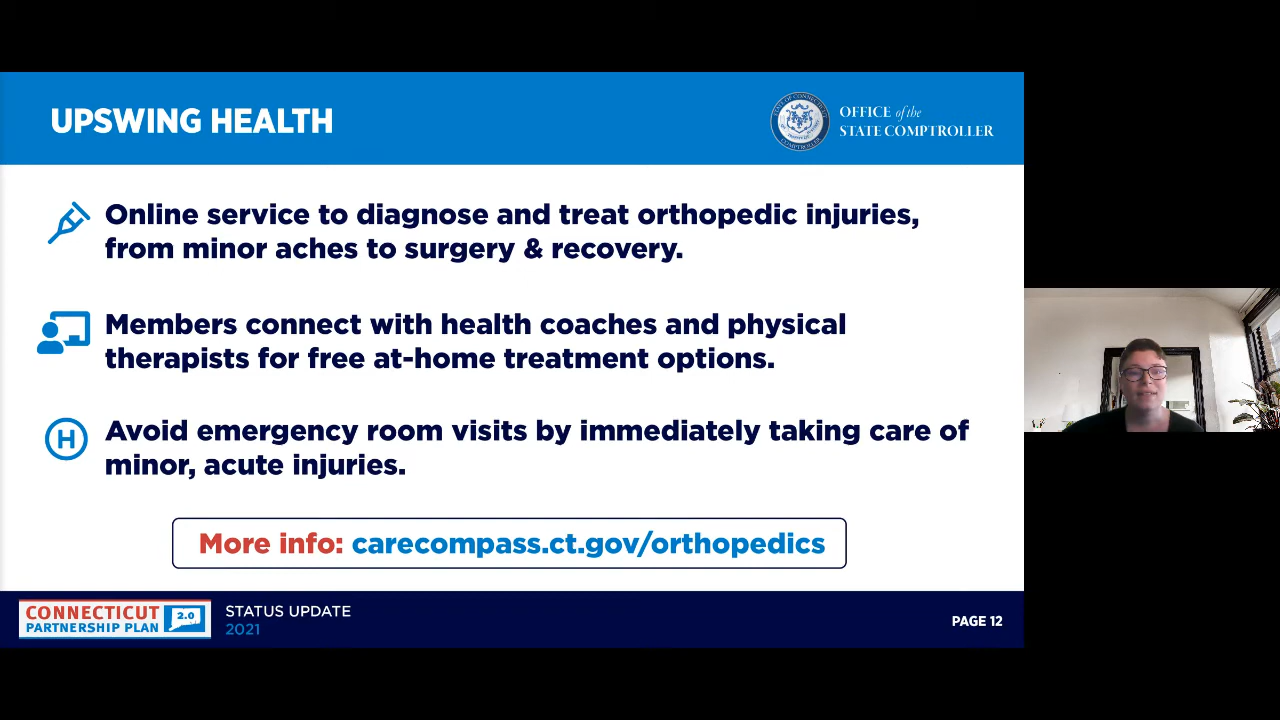 UPSWING HEALTH
OFFICE of the
STATE COMPTROLLER
Online service to diagnose and treat orthopedic injuries,
from minor aches to surgery & recovery.
Members connect with health coaches and physical
therapists for free at-home treatment options.
H
Avoid emergency room visits by immediately taking care of
minor, acute injuries.
More info: carecompass.ct.gov/orthopedics
CONNECTICUT
PARTNERSHIP PLAN
2.0
STATUS UPDATE
2021
PAGE 12